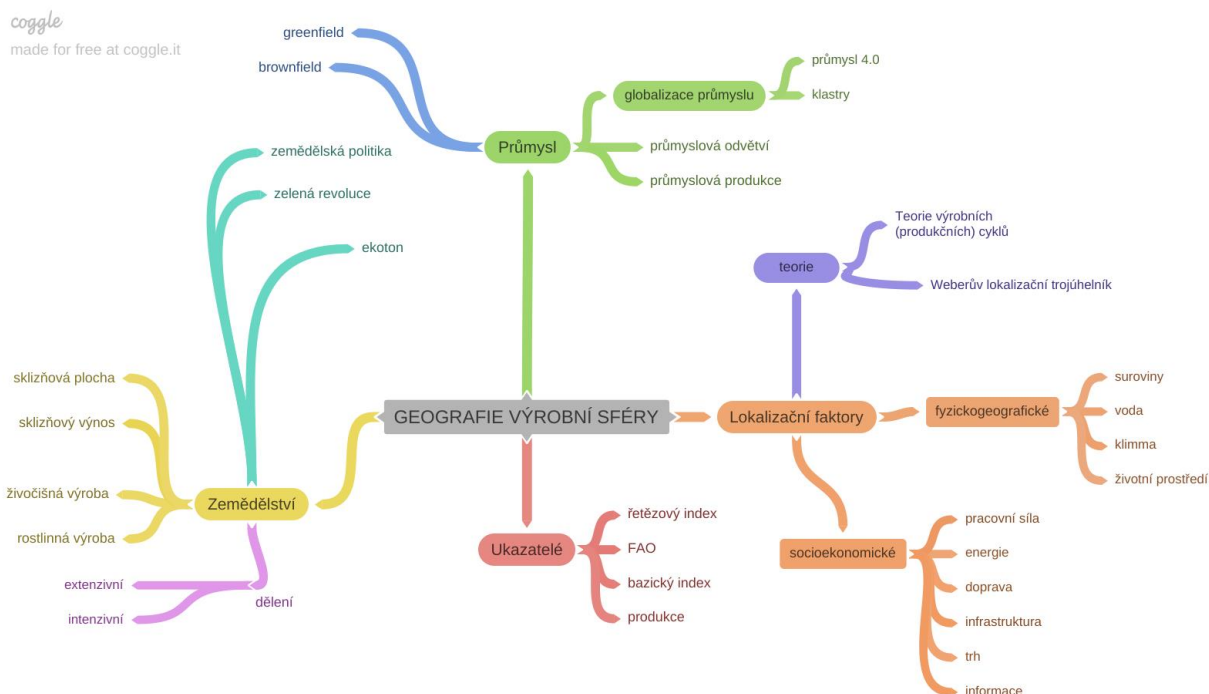 coggle
made for free at coggle.it
greenfield
brownfield
Průmysl
globalizace průmyslu
průmysl 4.0
klastry
průmyslová odvětví
průmyslová produkce
zemědělská politika
zelená revoluce
ekoton
Teorie výrobních
(produkčních) cyklů
teorie
Weberův lokalizační trojúhelník
sklizňová plocha
sklizňový výnos
živočišná výroba
rostlinná výroba
Zemědělství
extenzivní
intenzivní
dělení
GEOGRAFIE VÝROBNÍ SFÉRY
Lokalizační faktory
fyzickogeografické
suroviny
voda
klimma
životní prostředí
Ukazatelé
řetězový index
FAO
bazický index
produkce
socioekonomické
pracovní síla
energie
doprava
infrastruktura
trh
informace